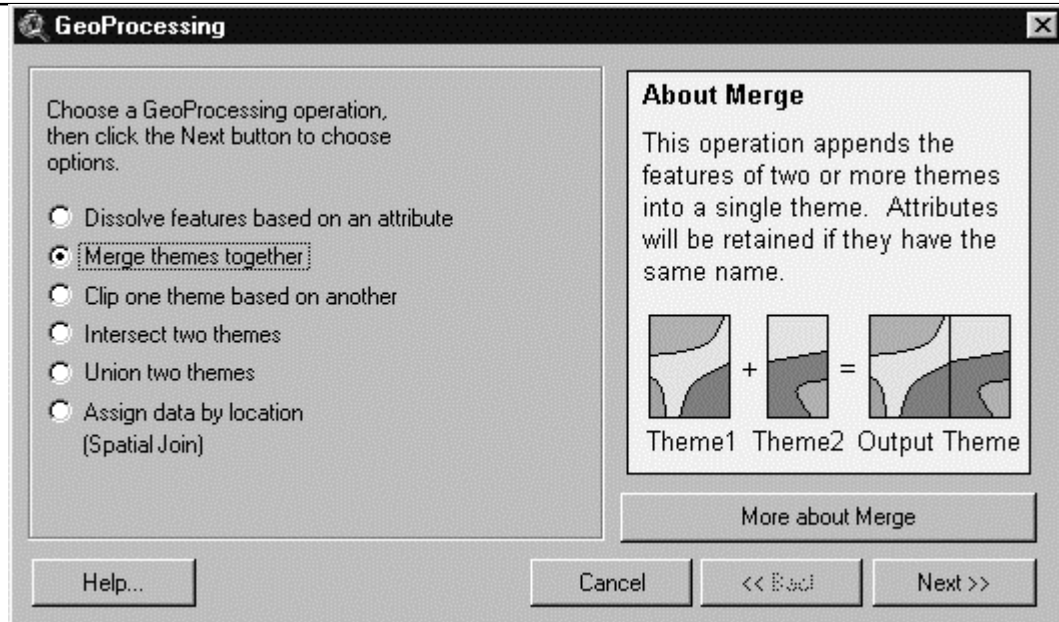 GeoProcessing
Choose a GeoProcessing operation,
then click the Next button to choose
options.
Dissolve features based on an attribute
Merge themes together
Clip one theme based on another
Intersect two themes
Union two themes
Assign data by location
(Spatial Join)
About Merge
This operation appends the
features of two or more themes
into a single theme. Attributes
will be retained if they have the
same name.
+ =
Theme1 Theme2 Output Theme
More about Merge
Help... Cancel << Back Next >>